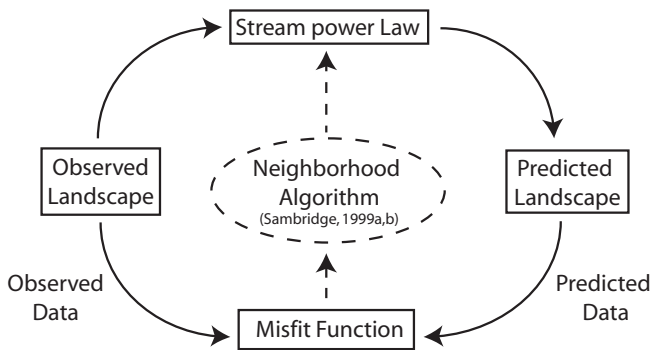 Stream power Law
Observed
Landscape
Neighborhood
Algorithm
(Sambridge, 1999a,b)
Predicted
Landscape
Observed
Data
Predicted
Data
Misfit Function